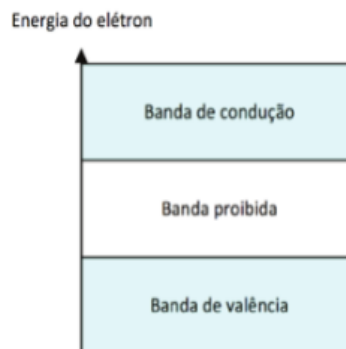 Energia do elétron
Banda de condução
Banda proibida
Banda de valência